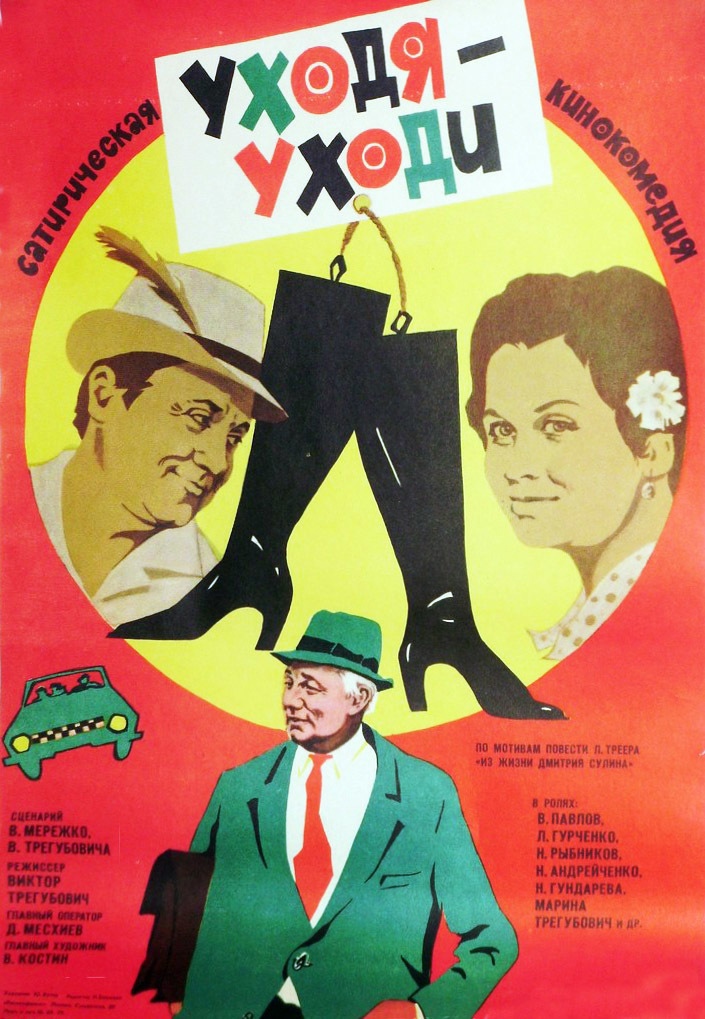 УХОДЯ —
УХОДИ
САТИРИЧЕСКАЯ
КИНОКОМЕДИЯ
ПО МОТИВАМ ПОВЕСТИ Л. ТРЕЕРА
«ИЗ ЖИЗНИ ДМИТРИЯ СУЛИНА»
СЦЕНАРИЙ
В. МЕРЕЖКО,
В. ТРЕГУБОВИЧА
РЕЖИССЕР
ВИКТОР
ТРЕГУБОВИЧ
ГЛАВНЫЙ ОПЕРАТОР
Д. МЕСХИЕВ
ГЛАВНЫЙ ХУДОЖНИК
В. КОСТИН
В РОЛЯХ:
В. ПАВЛОВ,
Л. ГУРЧЕНКО,
Н. РЫБНИКОВ,
Н. АНДРЕЙЧЕНКО,
Н. ГУНДАРЕВА,
МАРИНА
ТРЕГУБОВИЧ И ДР.